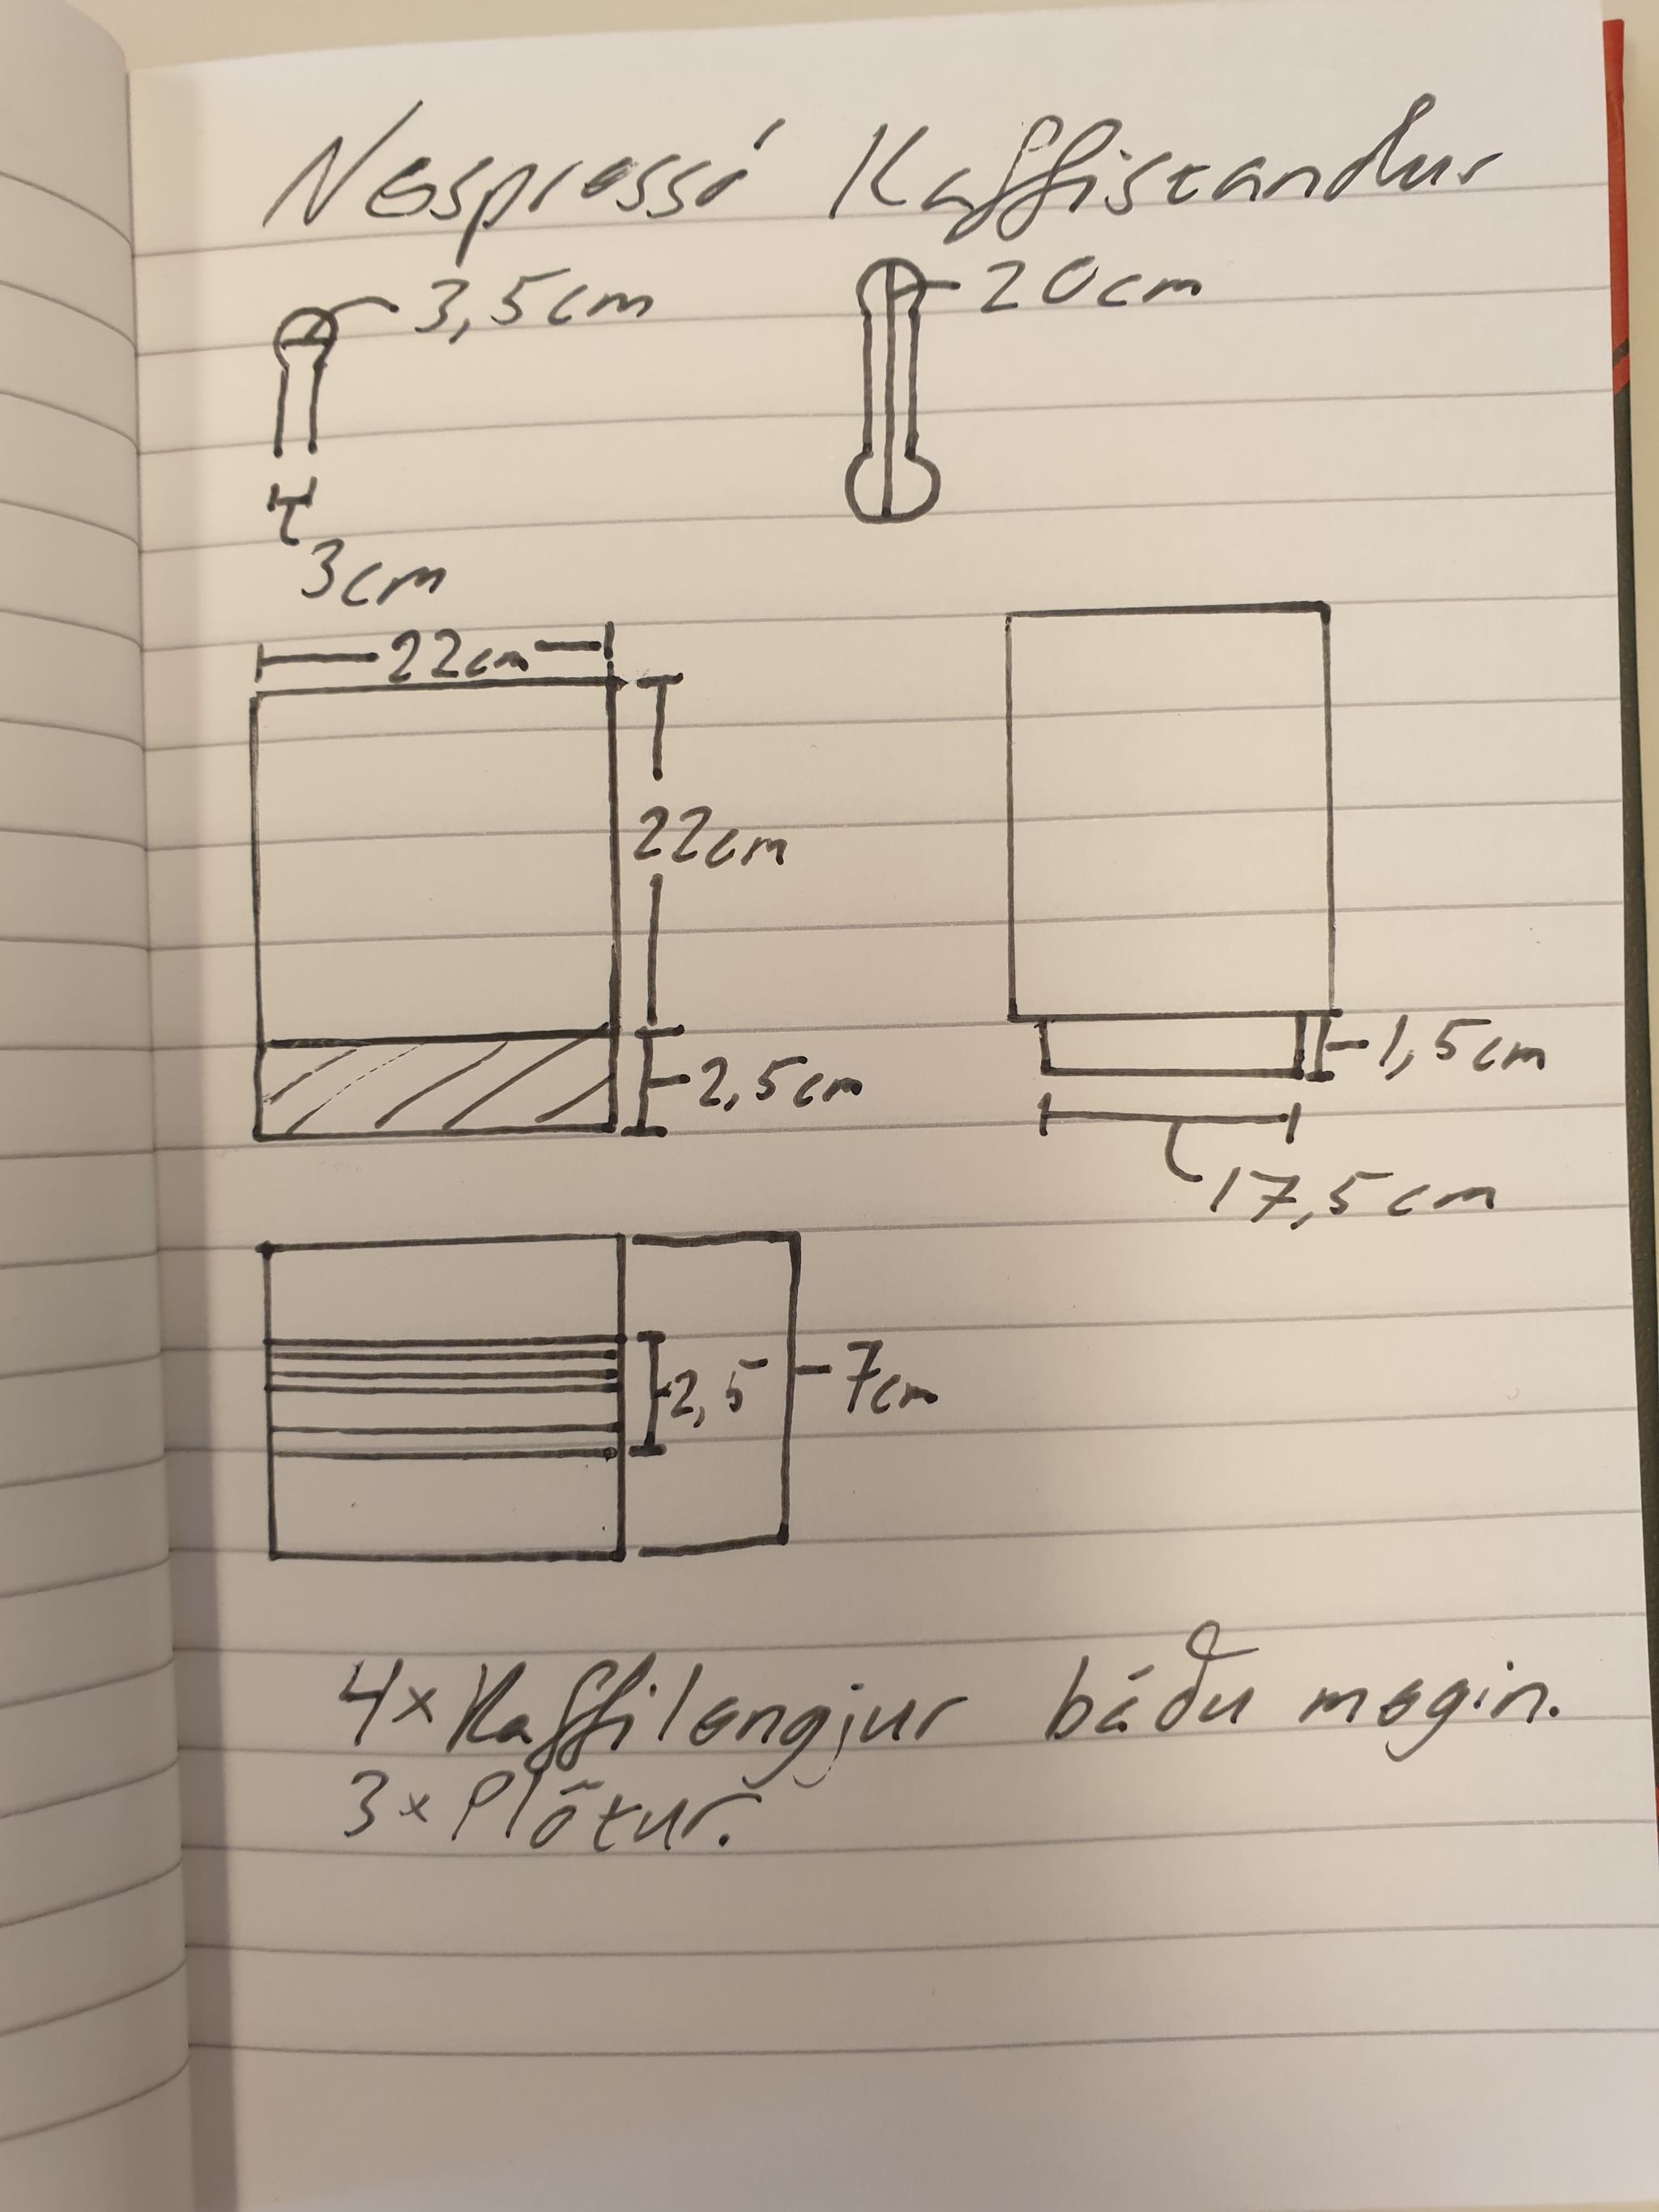 Nespressó Kaffistandur
3,5cm
20cm
3cm
22cm
22cm
2,5cm
1,5cm
17,5cm
2,5
7cm
4x Kaffilengjur báðu megin.
3x Plötur.